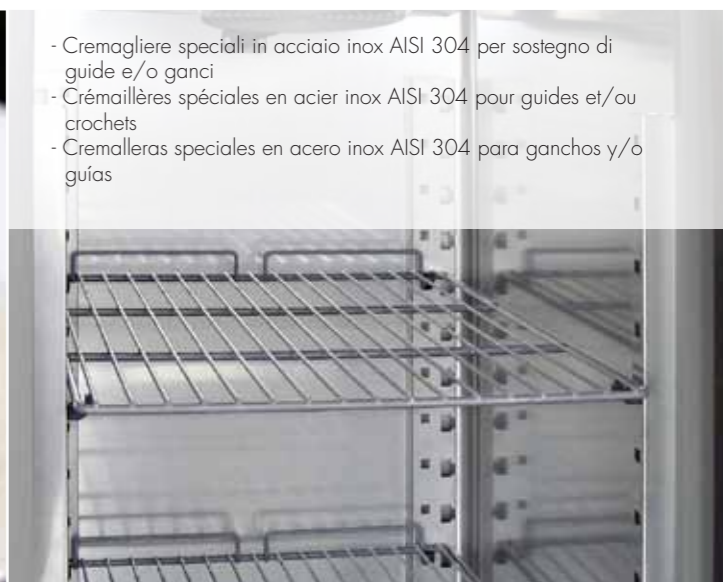 - Cremagliere speciali in acciaio inox AISI 304 per sostegno di
guide e/o ganci
- Crémaillères spéciales en acier inox AISI 304 pour guides et/ou
crochets
- Cremalleras speciales en acero inox AISI 304 para ganchos y/o
guías